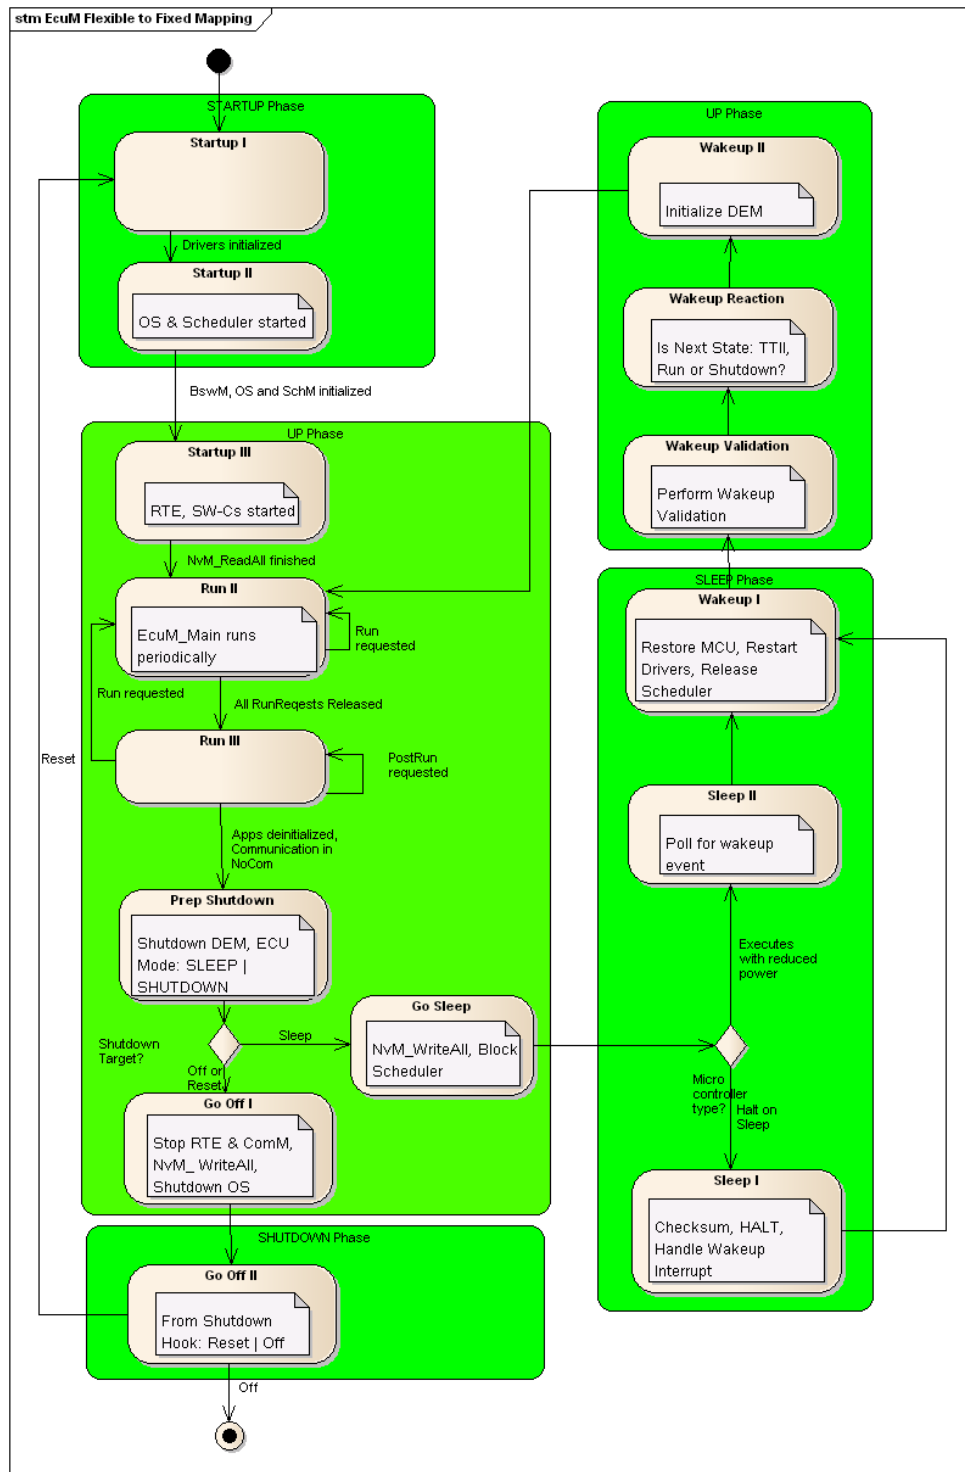 stm EcuM Flexible to Fixed Mapping
STARTUP Phase
Startup I
Drivers initialized
Startup II
OS & Scheduler started
BswM, OS and SchM initialized
UP Phase
Startup III
RTE, SW-Cs started
NvM_ReadAll finished
Run II
EcuM_Main runs
periodically
Run
requested
Run requested
All RunReqests Released
Run III
PostRun
requested
Reset
Apps deinitialized,
Communication in
NoCom
Prep Shutdown
Shutdown DEM, ECU
Mode: SLEEP |
SHUTDOWN
Shutdown
Target?
Sleep
Off or
Reset
Go Sleep
NvM_WriteAll, Block
Scheduler
Go Off I
Stop RTE & ComM,
NvM_ WriteAll,
Shutdown OS
SHUTDOWN Phase
Go Off II
From Shutdown
Hook: Reset | Off
Off
UP Phase
Wakeup II
Initialize DEM
Wakeup Reaction
Is Next State: TTII,
Run or Shutdown?
Wakeup Validation
Perform Wakeup
Validation
SLEEP Phase
Wakeup I
Restore MCU, Restart
Drivers, Release
Scheduler
Sleep II
Poll for wakeup
event
Executes
with reduced
power
Micro
controller
type?
Halt on
Sleep
Sleep I
Checksum, HALT,
Handle Wakeup
Interrupt